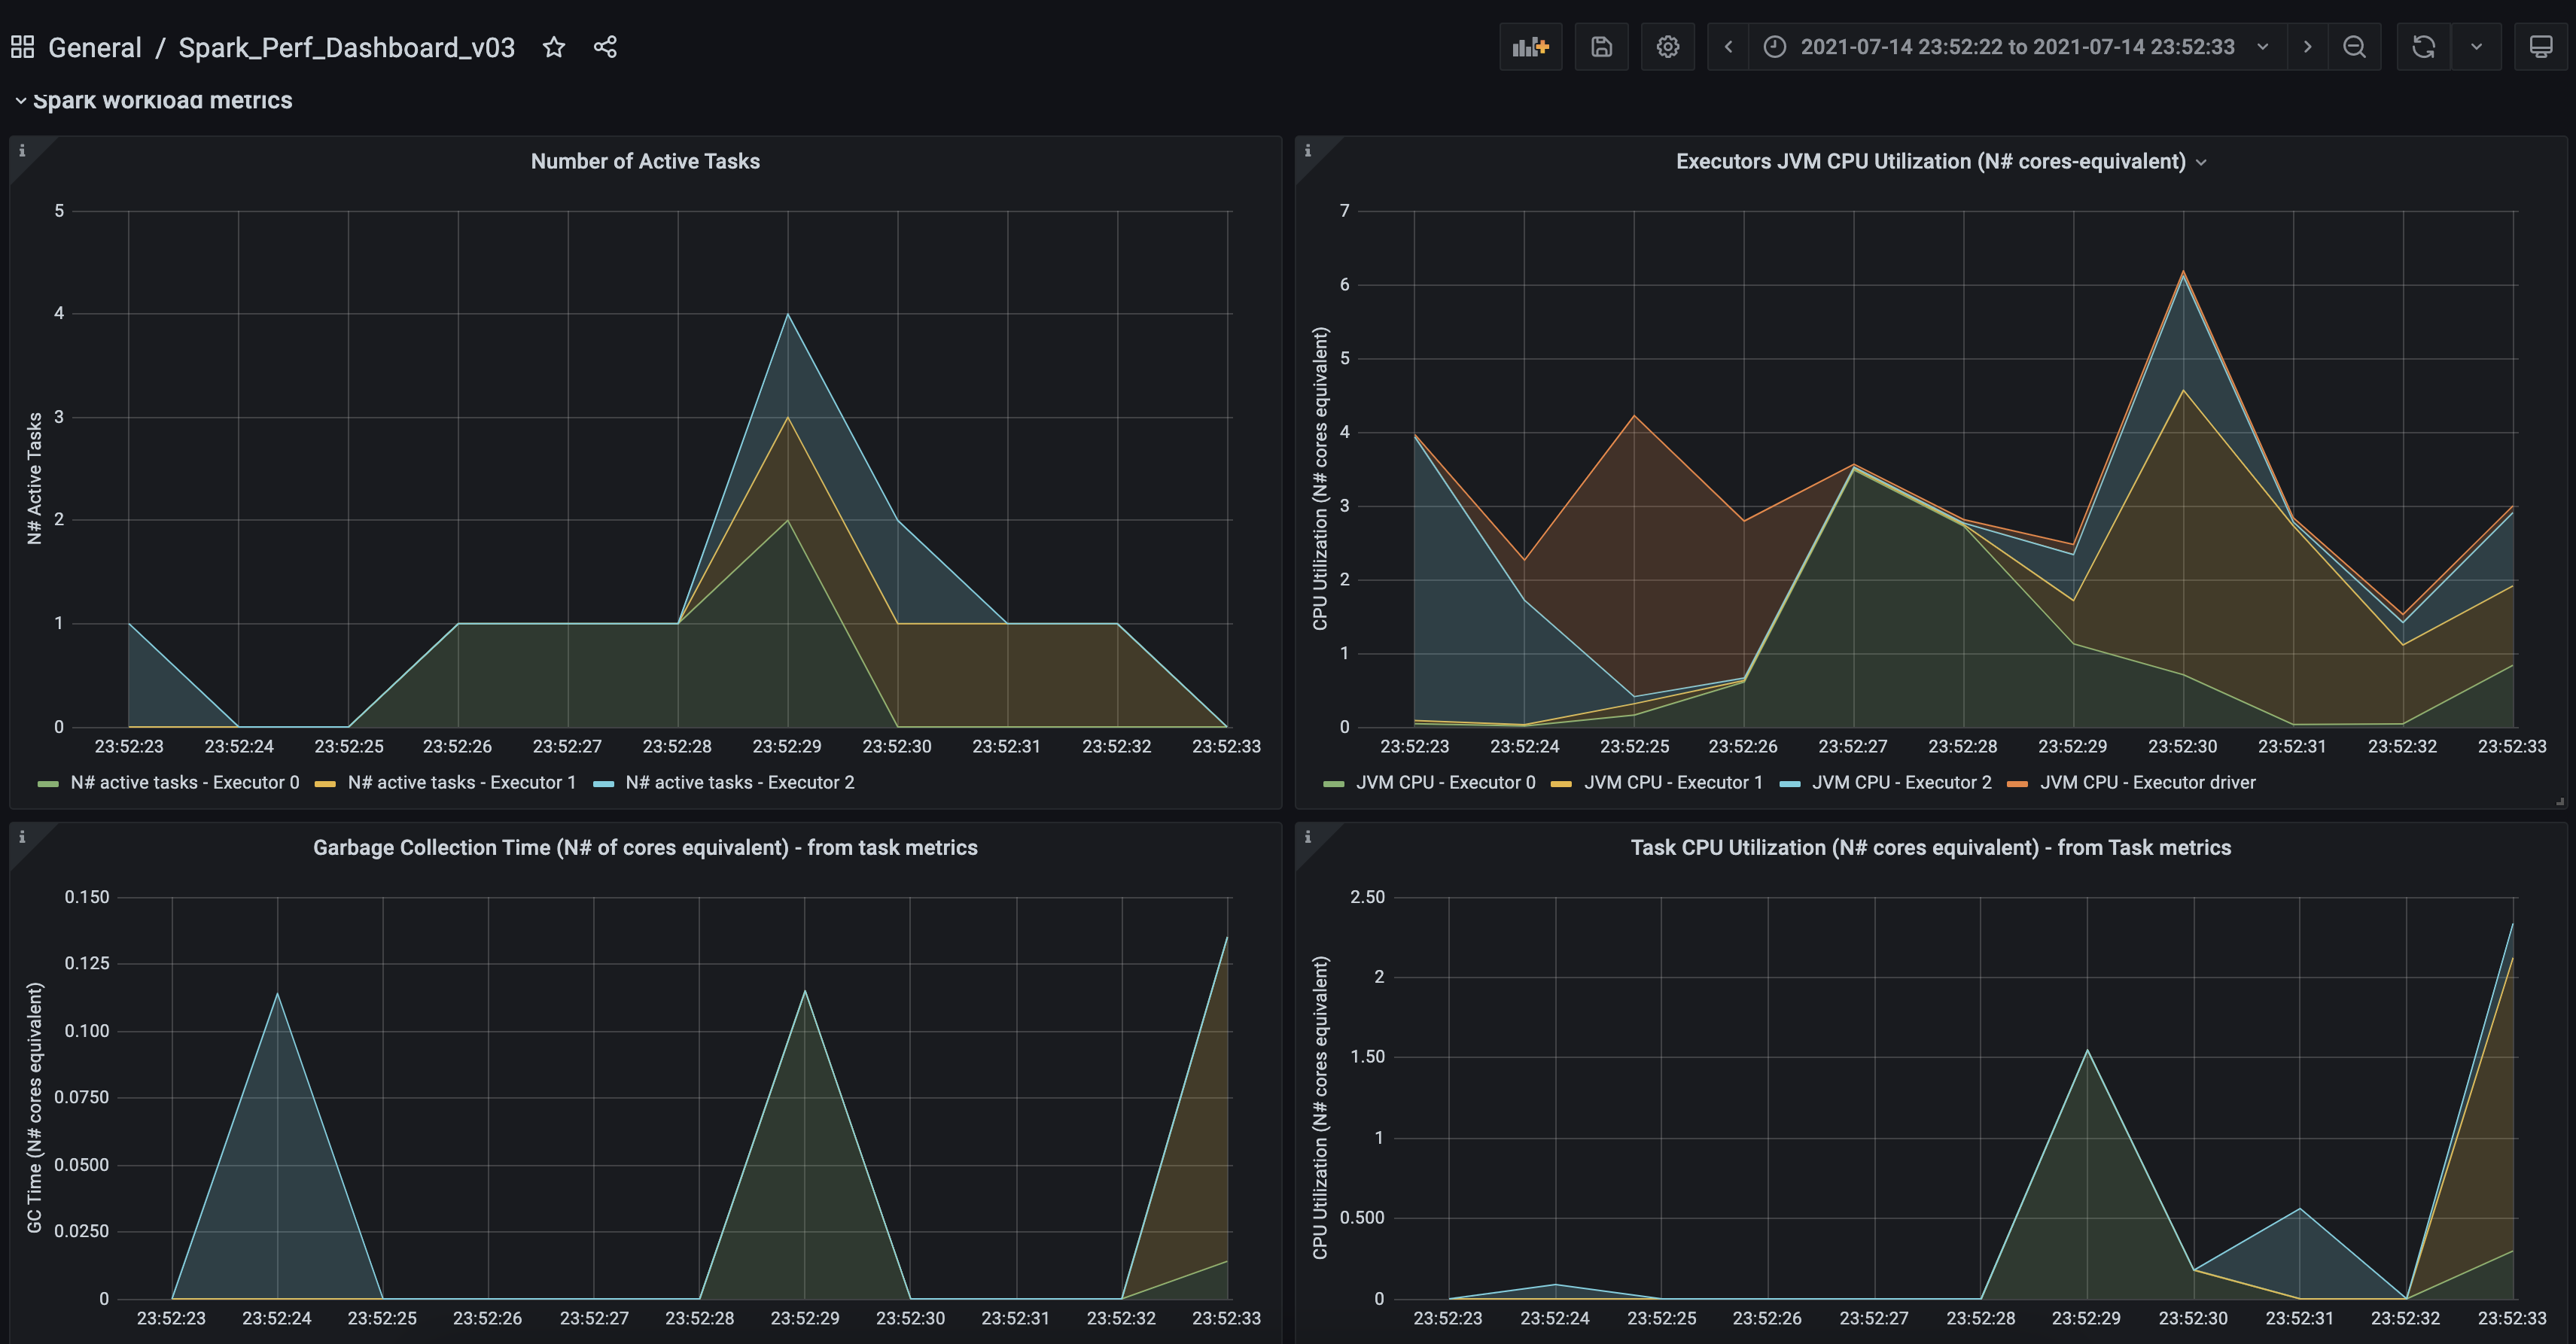 General / Spark_Perf_Dashboard_v03
2021-07-14 23:52:22 to 2021-07-14 23:52:33
Spark workload metrics
Number of Active Tasks
N# Active Tasks
5
4
3
2
1
0
23:52:23 23:52:24 23:52:25 23:52:26 23:52:27 23:52:28 23:52:29 23:52:30 23:52:31 23:52:32 23:52:33
N# active tasks - Executor 0 N# active tasks - Executor 1 N# active tasks - Executor 2
Executors JVM CPU Utilization (N# cores-equivalent)
CPU Utilization (N# cores equivalent)
7
6
5
4
3
2
1
0
23:52:23 23:52:24 23:52:25 23:52:26 23:52:27 23:52:28 23:52:29 23:52:30 23:52:31 23:52:32 23:52:33
JVM CPU - Executor 0 JVM CPU - Executor 1 JVM CPU - Executor 2 JVM CPU - Executor driver
Garbage Collection Time (N# of cores equivalent) - from task metrics
GC Time (N# cores equivalent)
0.150
0.125
0.100
0.0750
0.0500
0.0250
0
23:52:23 23:52:24 23:52:25 23:52:26 23:52:27 23:52:28 23:52:29 23:52:30 23:52:31 23:52:32 23:52:33
Task CPU Utilization (N# cores equivalent) - from Task metrics
CPU Utilization (N# cores equivalent)
2.50
2
1.50
1
0.500
0
23:52:23 23:52:24 23:52:25 23:52:26 23:52:27 23:52:28 23:52:29 23:52:30 23:52:31 23:52:32 23:52:33